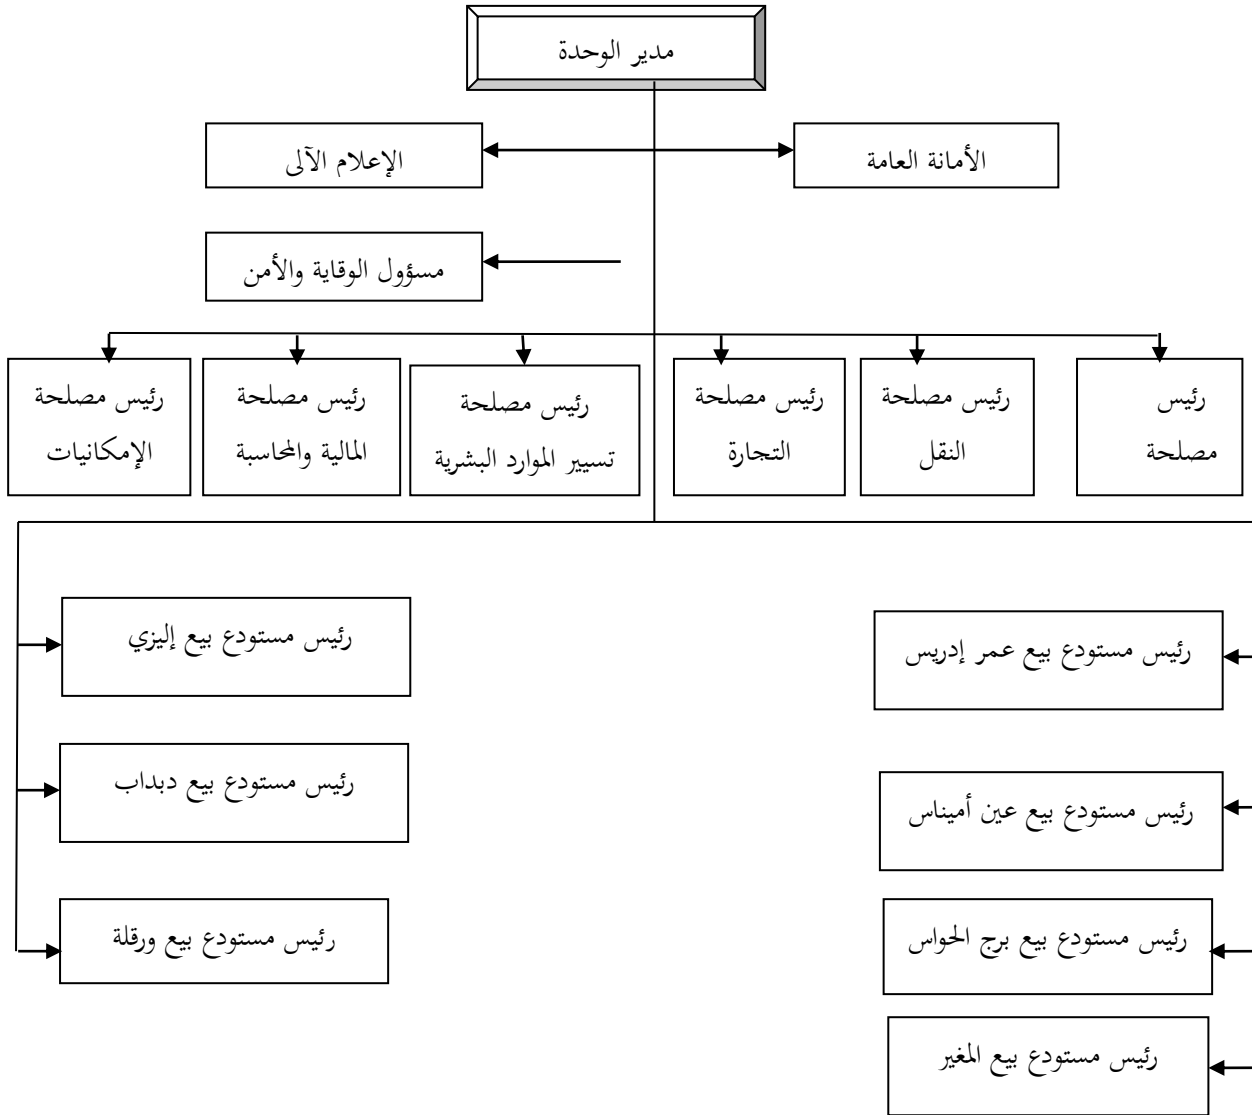 مدير الوحدة
الأمانة العامة
الإعلام الآلى
مسؤول الوقاية والأمن
رئيس
مصلحة
رئيس مصلحة
النقل
رئيس مصلحة
التجارة
رئيس مصلحة
تسيير الموارد البشرية
رئيس مصلحة
المالية والمحاسبة
رئيس مصلحة
الإمكانيات
رئيس مستودع بيع عمر إدريس
رئيس مستودع بيع إليزي
رئيس مستودع بيع عين أميناس
رئيس مستودع بيع دبداب
رئيس مستودع بيع برج الحواس
رئيس مستودع بيع ورقلة
رئيس مستودع بيع المغير